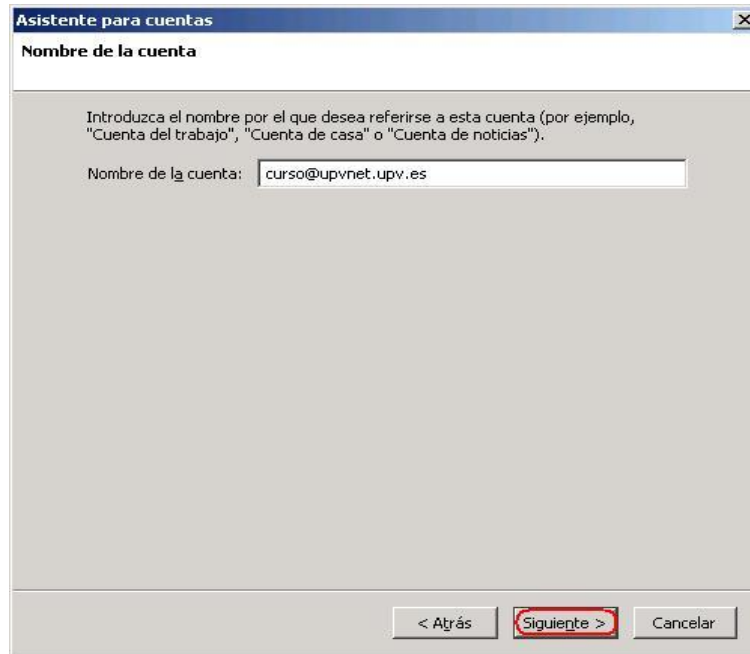 Asistente para cuentas
Nombre de la cuenta
Introduzca el nombre por el que desea referirse a esta cuenta (por ejemplo,
"Cuenta del trabajo", "Cuenta de casa" o "Cuenta de noticias").
Nombre de la cuenta: curso@upvnet.upv.es
< Atrás Siguiente > Cancelar